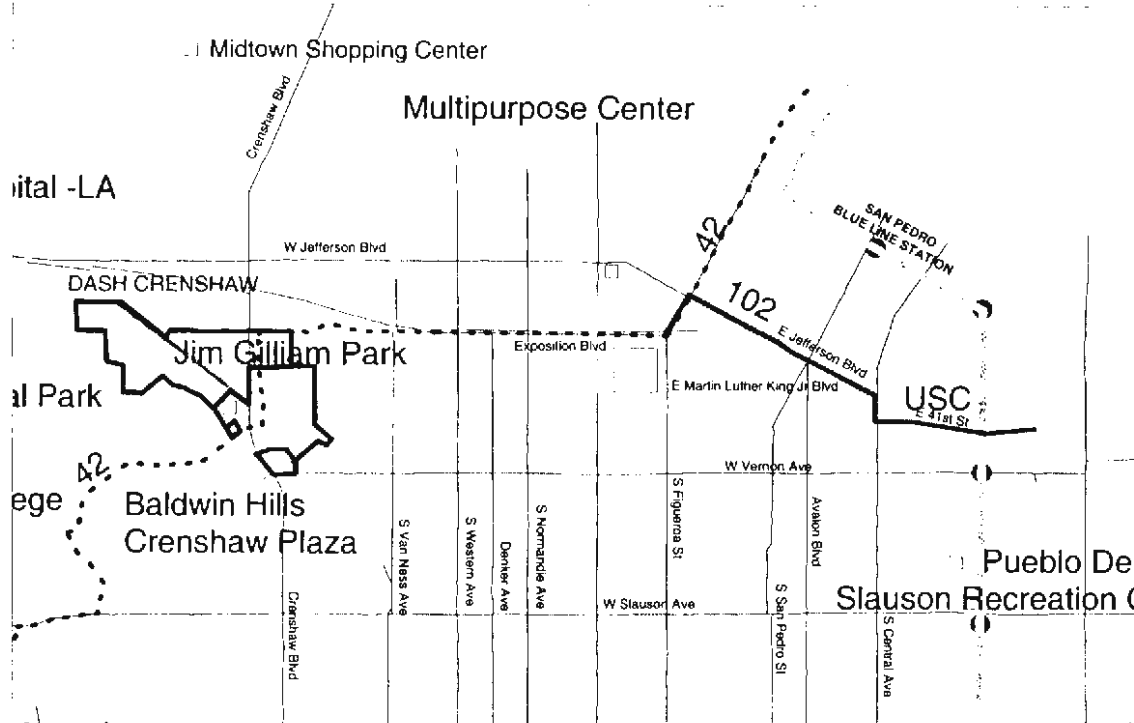 Midtown Shopping Center
Crenshaw Blvd
Multipurpose Center
ital -LA
SAN PEDRO
BLUE LINE STATION
42
W Jefferson Blvd
DASH CRENSHAW
102
E Jefferson Blvd
Exposition Blvd
Jim Gilliam Park
E Martin Luther King Jr Blvd
al Park
USC
E 41st St
42
W Vernon Ave
ege
Baldwin Hills
Crenshaw Plaza
S Van Ness Ave
S Western Ave
Denker Ave
S Normandie Ave
S Figueroa St
Avalon Blvd
Pueblo De
Slauson Recreation C
W Slauson Ave
Crenshaw Blvd
S San Pedro St
S Central Ave